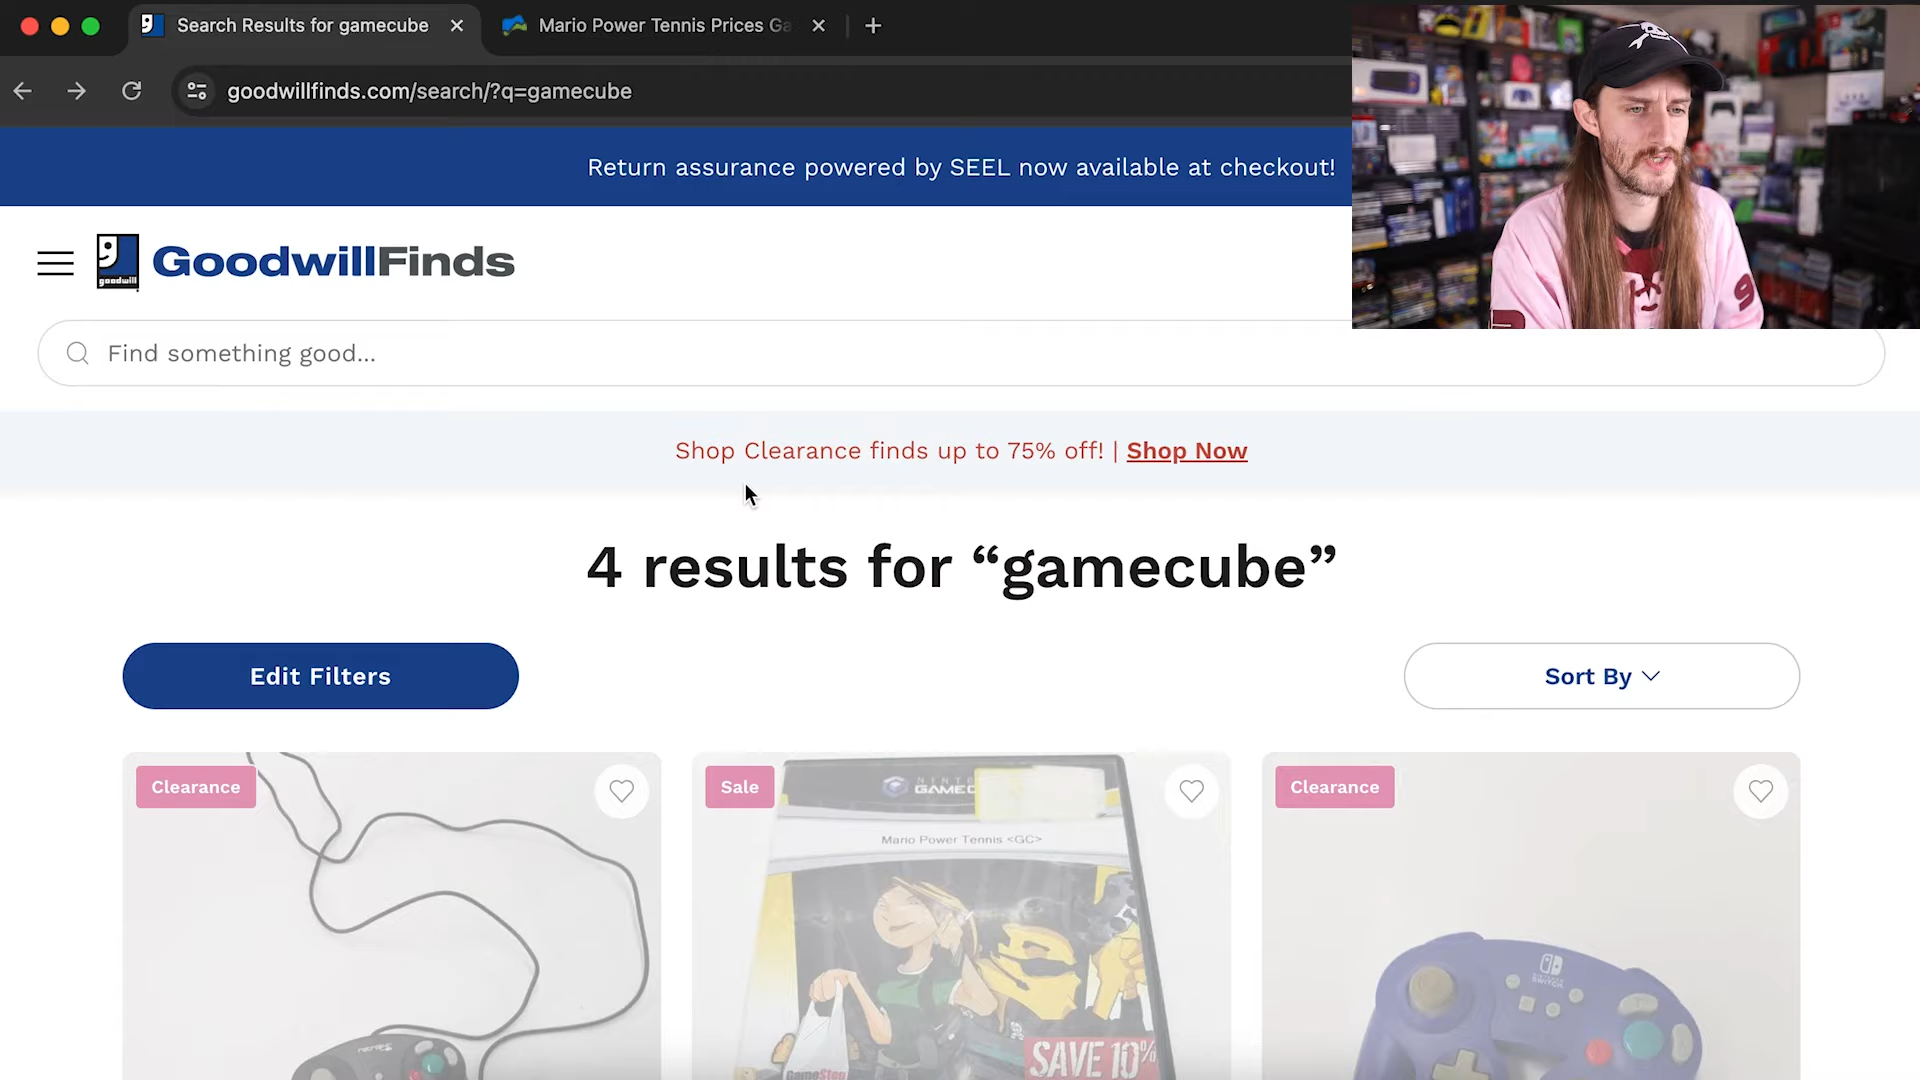 Search Results for gamecube
Mario Power Tennis Prices Ga
goodwillfinds.com/search/?q=gamecube
Return assurance powered by SEEL now available at checkout!
goodwill
GoodwillFinds
Find something good...
Shop Clearance finds up to 75% off! | Shop Now
4 results for “gamecube”
Edit Filters
Sort By
Clearance
Sale
Clearance
Mario Power Tennis <GC>
NINTENDO
SWITCH
SAVE 10%
GameStop